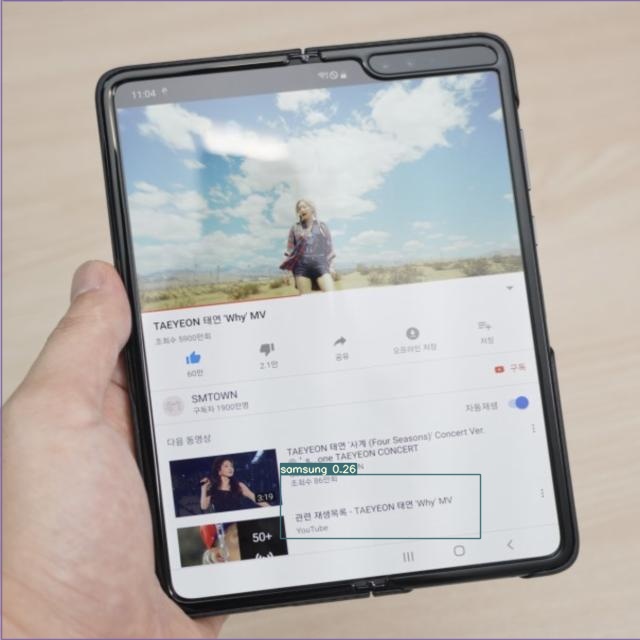 11:04
TAEYEON 태연 'Why' MV
조회수 5900만회
60만
2.1만
공유
오프라인 저장
저장
SMTOWN
구독자 1900만명
구독
다음 동영상
자동재생
TAEYEON 태연 '사계 (Four Seasons)' Concert Ver.
one TAEYEON CONCERT
조회수 86만회
3:19
samsung 0.26
관련 재생목록 - TAEYEON 태연 'Why' MV
YouTube
50+